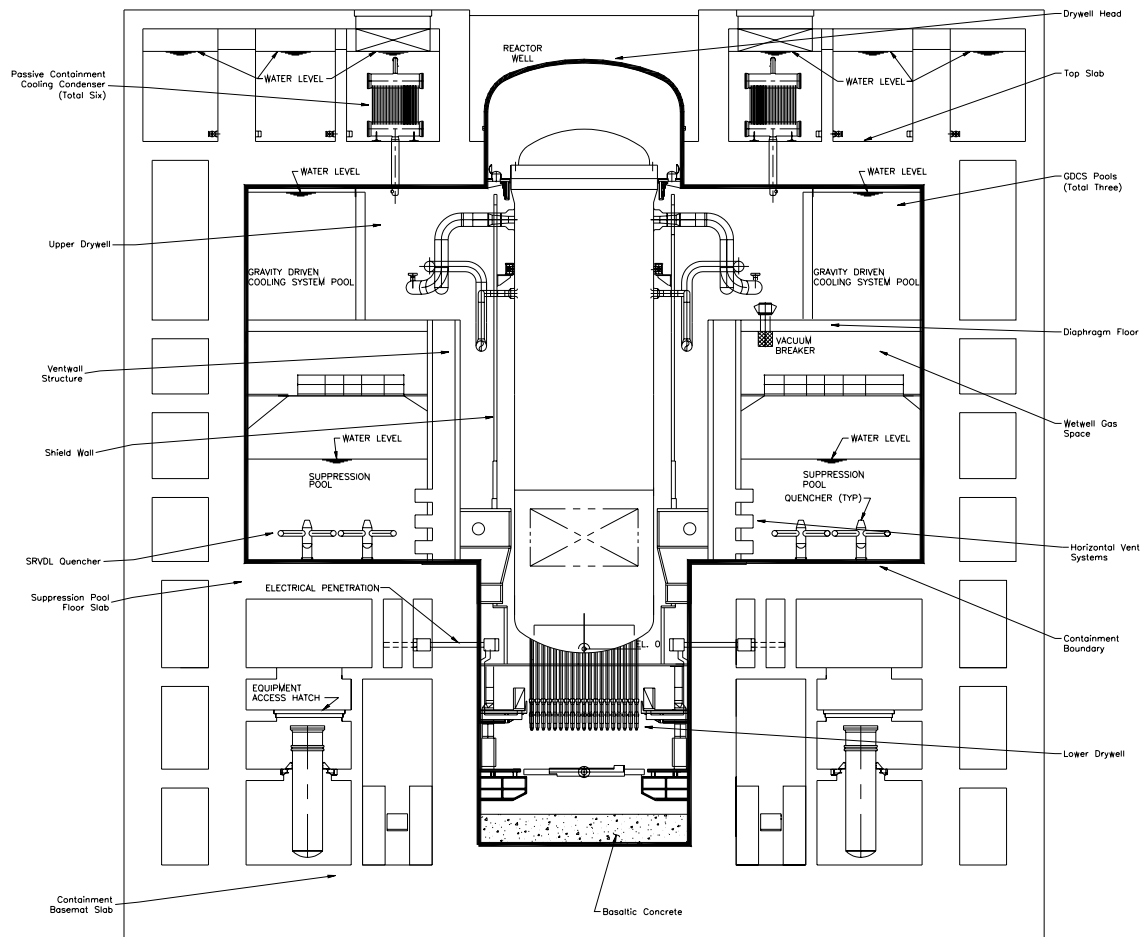 Drywell Head
REACTOR
WELL
Passive Containment
Cooling Condenser
(Total Six)
WATER LEVEL
WATER LEVEL
Top Slab
WATER LEVEL
WATER LEVEL
GDCS Pools
(Total Three)
Upper Drywell
GRAVITY DRIVEN
COOLING SYSTEM POOL
GRAVITY DRIVEN
COOLING SYSTEM POOL
Diaphragm Floor
VACUUM
BREAKER
Ventwall
Structure
Wetwell Gas
Space
Shield Wall
WATER LEVEL
WATER LEVEL
SUPPRESSION
POOL
SUPPRESSION
POOL
QUENCHER (TYP)
SRVDL Quencher
Horizontal Vent
Systems
Suppression Pool
Floor Slab
ELECTRICAL PENETRATION
EL. 0
Containment
Boundary
EQUIPMENT
ACCESS HATCH
Lower Drywell
Containment
Basemat Slab
Basaltic Concrete